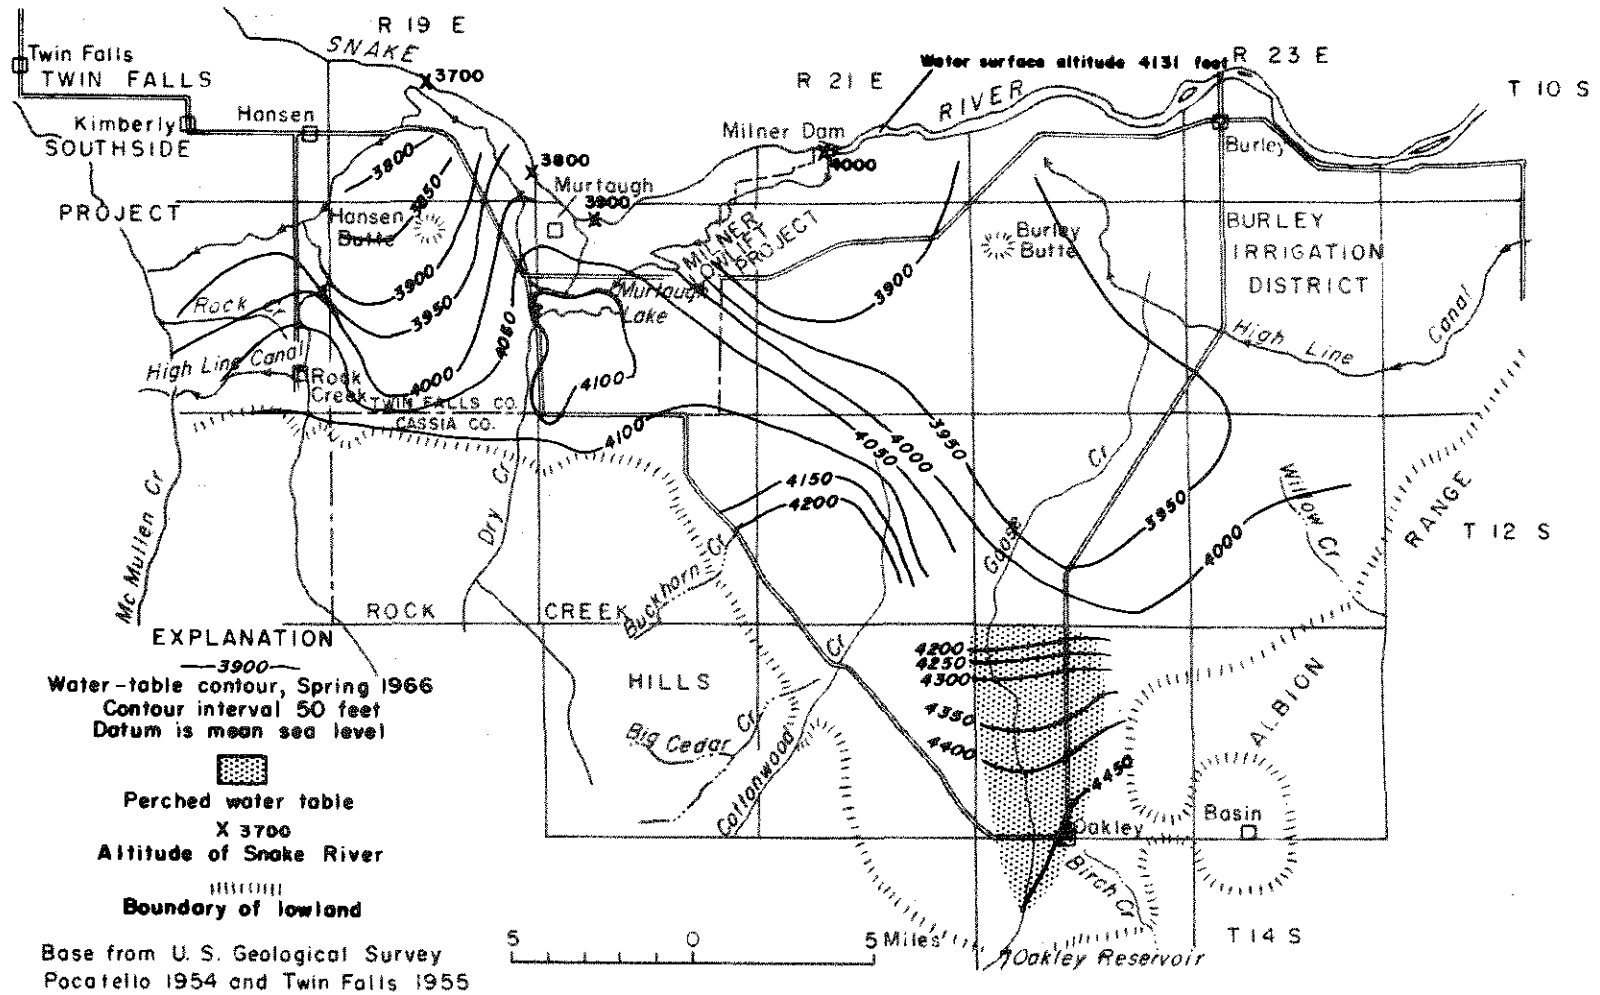 R 19 E
SNAKE
Twin Falls
TWIN FALLS
X 3700
R 21 E
Water surface altitude 4131 feet
R 23 E
RIVER
T 10 S
Kimberly
Hansen
SOUTHSIDE
Milner Dam
X 4000
Burley
3800
X 3800
Murtaugh
X 3900
3850
PROJECT
Hansen
Butte
MILNER
LOWLIFT
PROJECT
Burley
Butte
BURLEY
IRRIGATION
DISTRICT
3900
3900
Murtaugh
Lake
Rock
3950
4050
High Line
Canal
High Line Canal
Rock
Creek
4000
4100
TWIN FALLS CO.
CASSIA CO.
4100
3950
4000
4050
Cr
4150
4200
3950
4000
Willow Cr
RANGE
T 12 S
Mc Mullen Cr
Dry Cr
Buckhorn Cr
Goose
ROCK
CREEK
HILLS
Cr
4200
4250
4300
4350
4400
4450
ALBION
Big Cedar Cr
Cottonwood
Oakley
Basin
Birch Cr
T 14 S
Oakley Reservoir
EXPLANATION
3900
Water-table contour, Spring 1966
Contour interval 50 feet
Datum is mean sea level
Perched water table
X 3700
Altitude of Snake River
Boundary of lowland
Base from U. S. Geological Survey
Pocatello 1954 and Twin Falls 1955
5 0 5 Miles